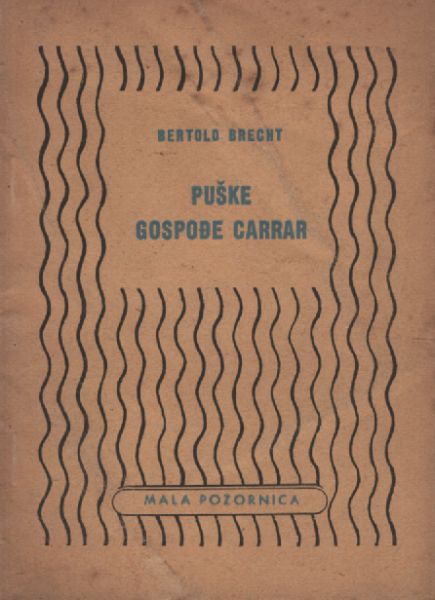 BERTOLD BRECHT
PUŠKE
GOSPOĐE CARRAR
MALA POZORNICA